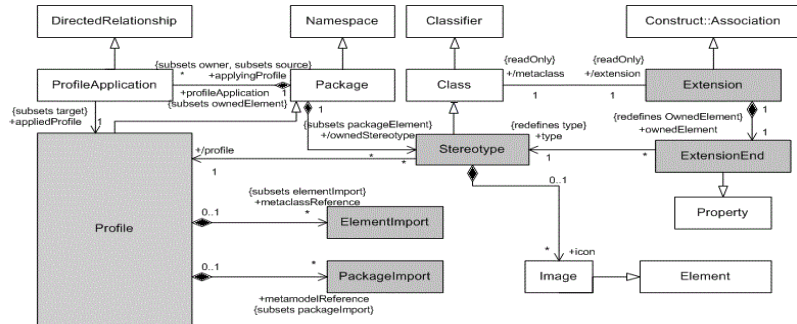 DirectedRelationship
Namespace
Classifier
Construct::Association
{subsets owner, subsets source}
{readOnly}
{readOnly}
* +applyingProfile
+/metaclass
+/extension
ProfileApplication
Package
Class
Extension
+profileApplication 1
1
1
{subsets target}
{subsets ownedElement}
1
1
+appliedProfile
1
{subsets packageElement}
{redefines type}
{redefines OwnedElement}
+/ownedStereotype
+type
+ownedElement
1
+/profile
*
*
Stereotype
1
*
ExtensionEnd
1
0..1
{subsets elementImport}
+metaclassReference
Property
0..1
*
ElementImport
Profile
0..1
*
PackageImport
*
+icon
Image
Element
+metamodelReference
{subsets packageImport}